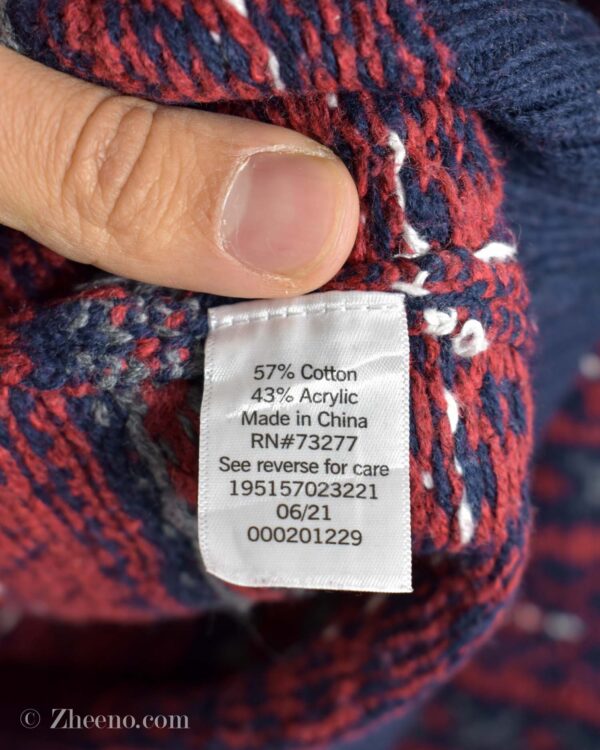 57% Cotton
43% Acrylic
Made in China
RN#73277
See reverse for care
195157023221
06/21
000201229
© Zheeno.com